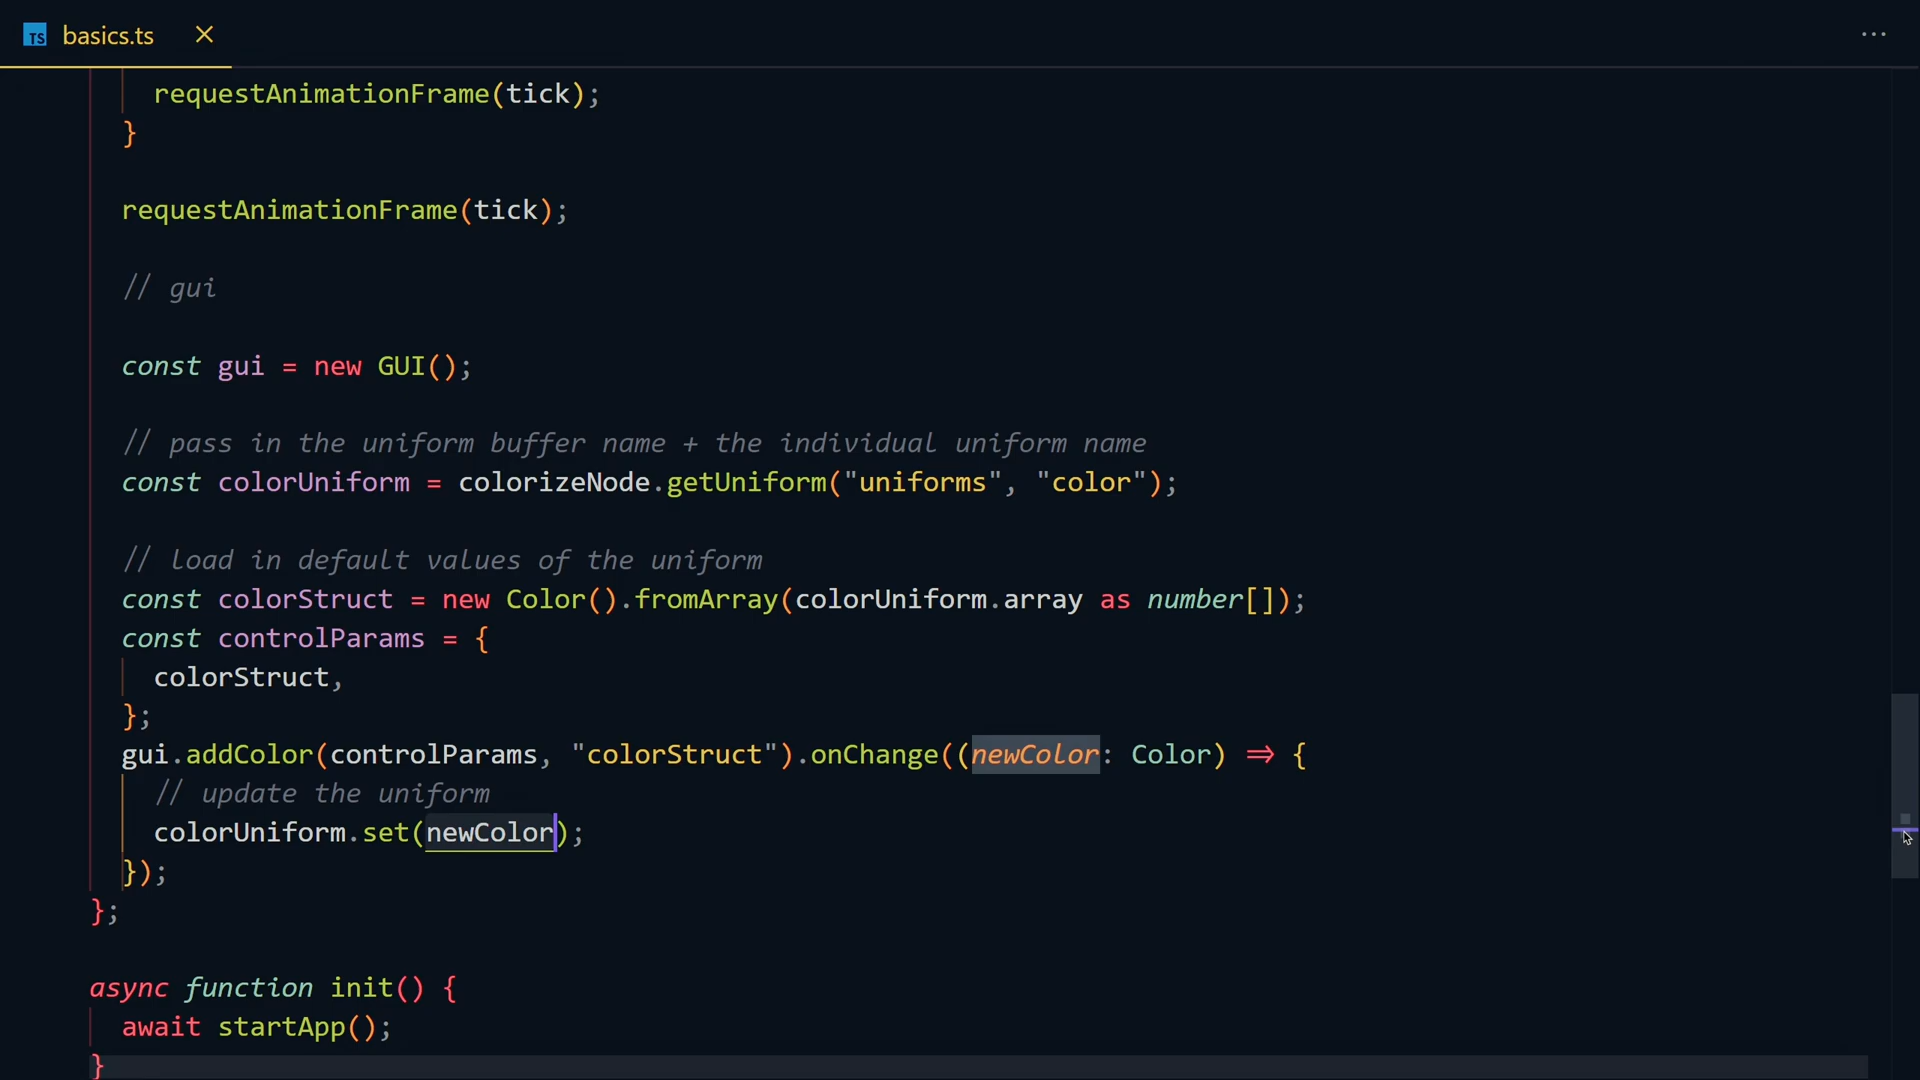 TS basics.ts
requestAnimationFrame(tick);
}
requestAnimationFrame(tick);
// gui
const gui = new GUI();
// pass in the uniform buffer name + the individual uniform name
const colorUniform = colorizeNode.getUniform("uniforms", "color");
// load in default values of the uniform
const colorStruct = new Color().fromArray(colorUniform.array as number[]);
const controlParams = {
colorStruct,
};
gui.addColor(controlParams, "colorStruct").onChange((newColor: Color) => {
// update the uniform
colorUniform.set(newColor);
});
};
async function init() {
await startApp();
}